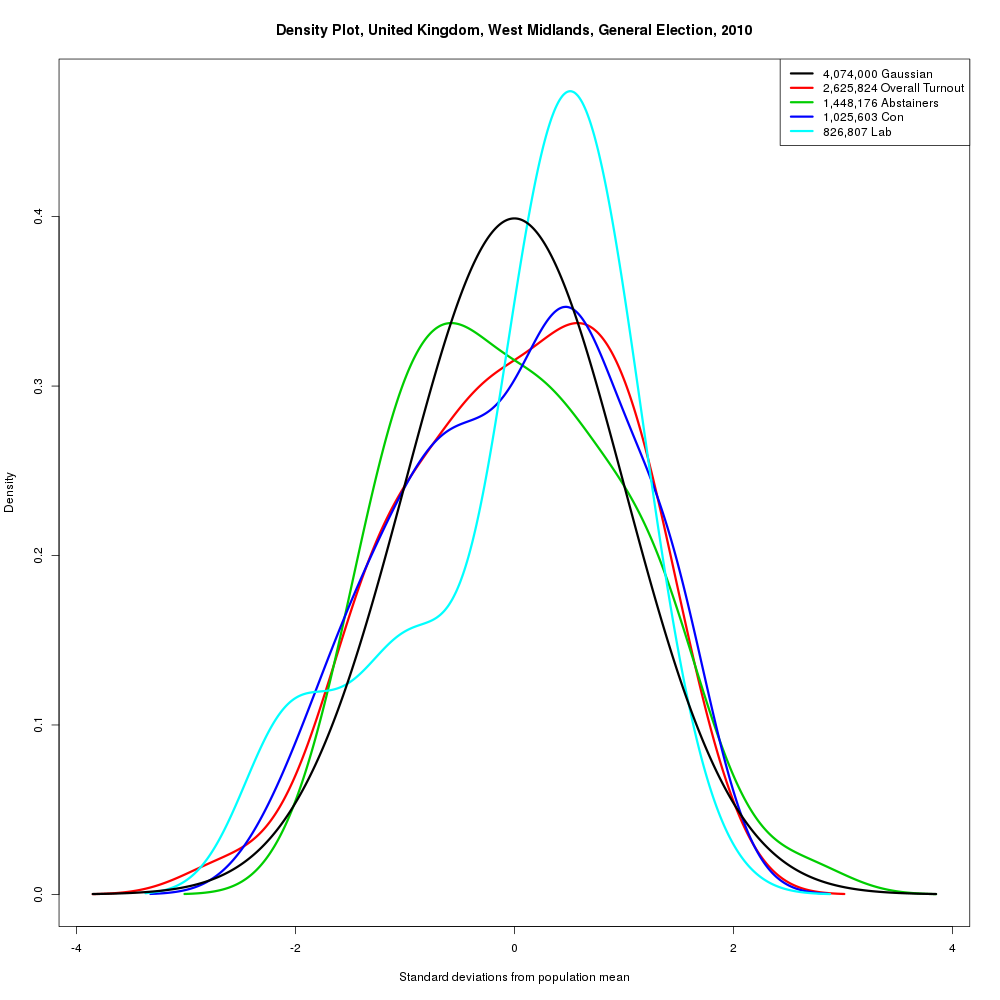 Density Plot, United Kingdom, West Midlands, General Election, 2010
4,074,000 Gaussian
2,625,824 Overall Turnout
1,448,176 Abstainers
1,025,603 Con
826,807 Lab
Density
0.4
0.3
0.2
0.1
0.0
-4 -2 0 2 4
Standard deviations from population mean